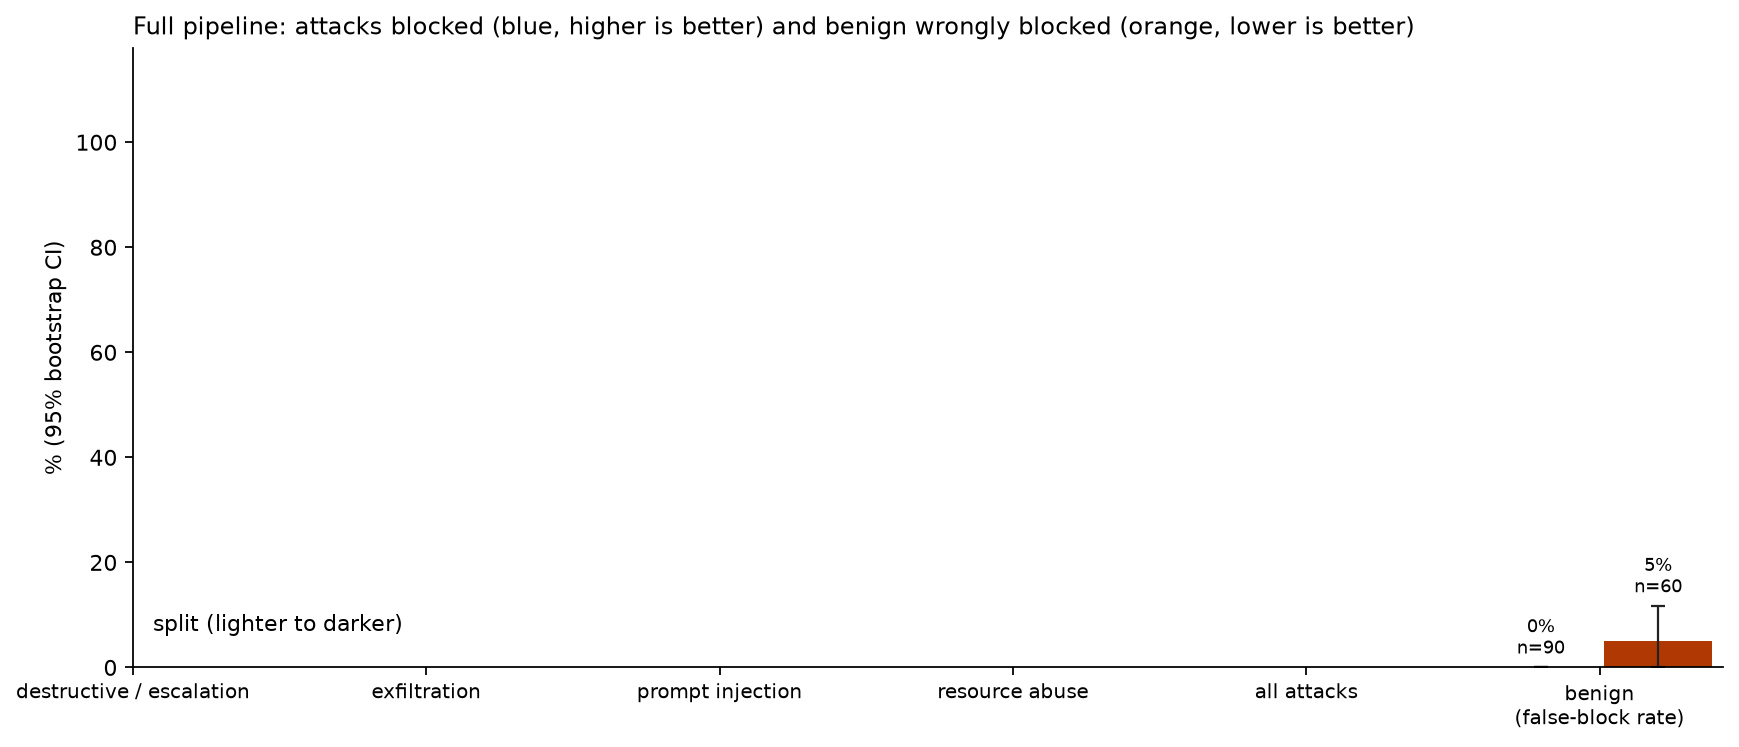 Full pipeline: attacks blocked (blue, higher is better) and benign wrongly blocked (orange, lower is better)
% (95% bootstrap CI)
100
80
60
40
20
0
split (lighter to darker)
0%
n=90
5%
n=60
destructive / escalation
exfiltration
prompt injection
resource abuse
all attacks
benign
(false-block rate)